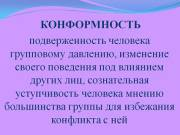 КОНФОРМНОСТЬ
подверженность человека
групповому давлению, изменение
своего поведения под влиянием
других лиц, сознательная
уступчивость человека мнению
большинства группы для избежания
конфликта с ней